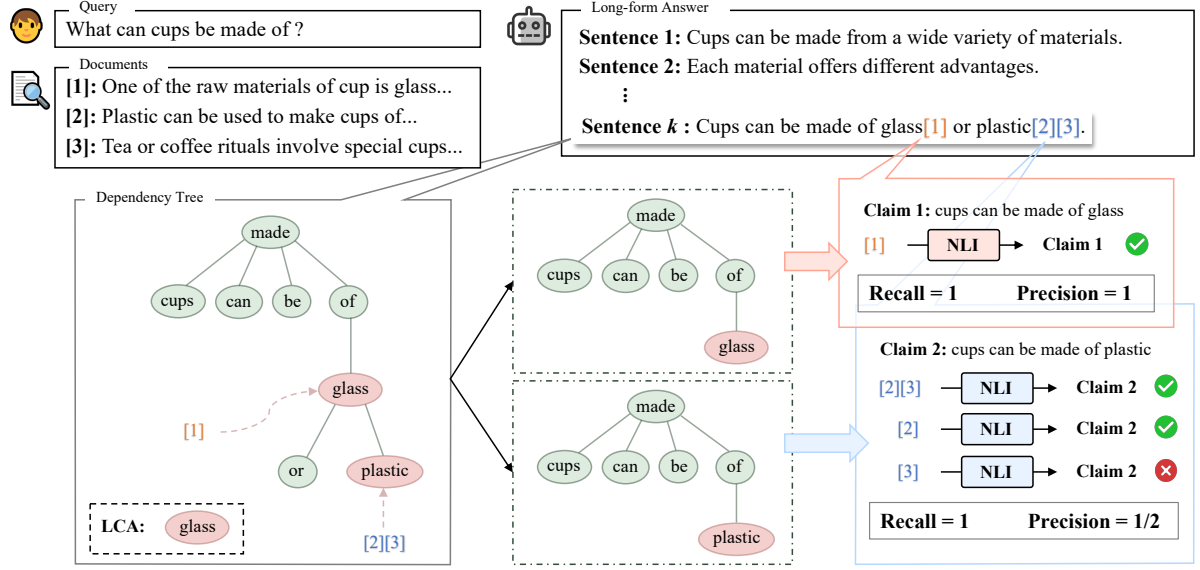 Query
What can cups be made of ?
Documents
[1]: One of the raw materials of cup is glass...
[2]: Plastic can be used to make cups of...
[3]: Tea or coffee rituals involve special cups...
Long-form Answer
Sentence 1: Cups can be made from a wide variety of materials.
Sentence 2: Each material offers different advantages.
⋮
Sentence k : Cups can be made of glass[1] or plastic[2][3].
Dependency Tree
made
cups can be of
glass
[1]
or plastic
[2][3]
LCA: glass
made
cups can be of
glass
made
cups can be of
plastic
Claim 1: cups can be made of glass
[1] NLI Claim 1
Recall = 1 Precision = 1
Claim 2: cups can be made of plastic
[2][3] NLI Claim 2
[2] NLI Claim 2
[3] NLI Claim 2
Recall = 1 Precision = 1/2